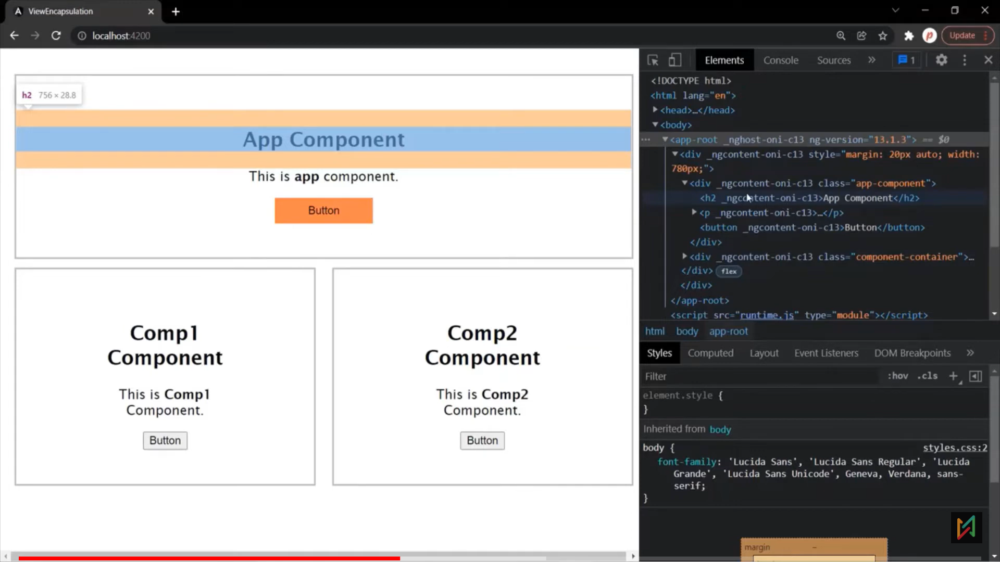 ViewEncapsulation
localhost:4200
Update
h2 756 × 28.8
App Component
This is app component.
Button
Comp1
Component
This is Comp1
Component.
Button
Comp2
Component
This is Comp2
Component.
Button
Elements Console Sources 1
<!DOCTYPE html>
<html lang="en">
<head>…</head>
<body>
<app-root _nghost-oni-c13 ng-version="13.1.3"> == $0
<div _ngcontent-oni-c13 style="margin: 20px auto; width:
780px;">
<div _ngcontent-oni-c13 class="app-component">
<h2 _ngcontent-oni-c13>App Component</h2>
<p _ngcontent-oni-c13>…</p>
<button _ngcontent-oni-c13>Button</button>
</div>
<div _ngcontent-oni-c13 class="component-container">…
</div> flex
</div>
</app-root>
<script src="runtime.js" type="module"></script>
html body app-root
Styles Computed Layout Event Listeners DOM Breakpoints
Filter :hov .cls
element.style {
}
Inherited from body
body { styles.css:2
font-family: 'Lucida Sans', 'Lucida Sans Regular', 'Lucida
Grande', 'Lucida Sans Unicode', Geneva, Verdana, sans-
serif;
}
margin –